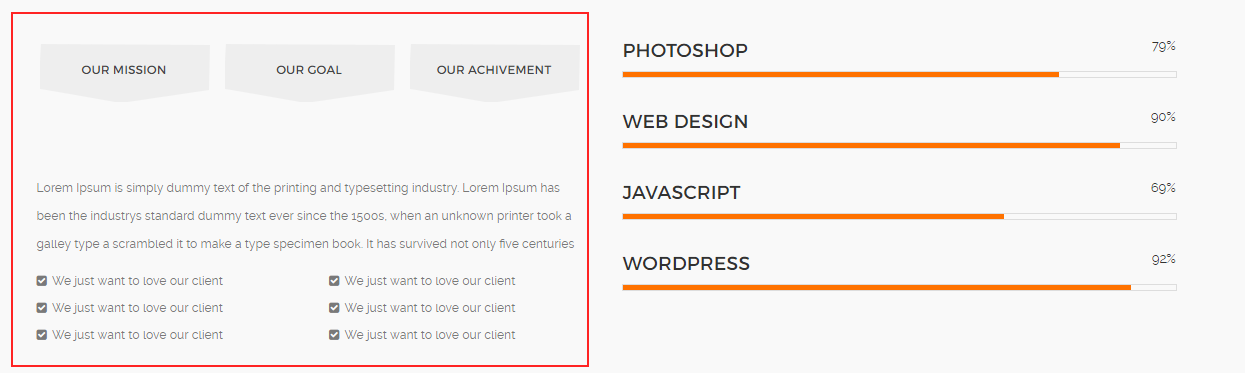 OUR MISSION
OUR GOAL
OUR ACHIVEMENT
Lorem Ipsum is simply dummy text of the printing and typesetting industry. Lorem Ipsum has
been the industrys standard dummy text ever since the 1500s, when an unknown printer took a
galley type a scrambled it to make a type specimen book. It has survived not only five centuries
We just want to love our client
We just want to love our client
We just want to love our client
We just want to love our client
We just want to love our client
We just want to love our client
PHOTOSHOP 79%
WEB DESIGN 90%
JAVASCRIPT 69%
WORDPRESS 92%